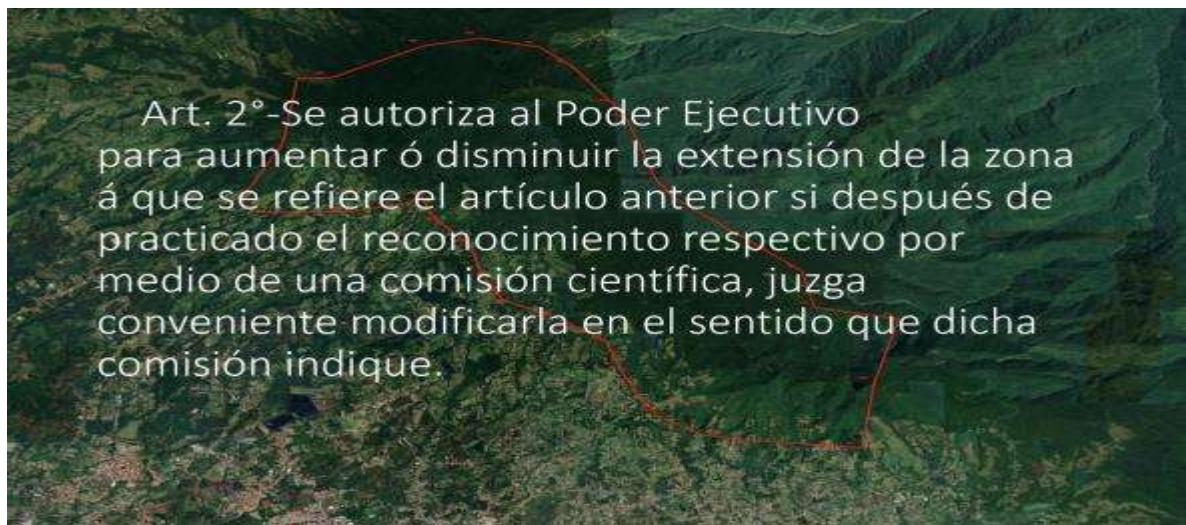 Art. 2°-Se autoriza al Poder Ejecutivo
para aumentar ó disminuir la extensión de la zona
á que se refiere el artículo anterior si después de
practicado el reconocimiento respectivo por
medio de una comisión científica, juzga
conveniente modificarla en el sentido que dicha
comisión indique.